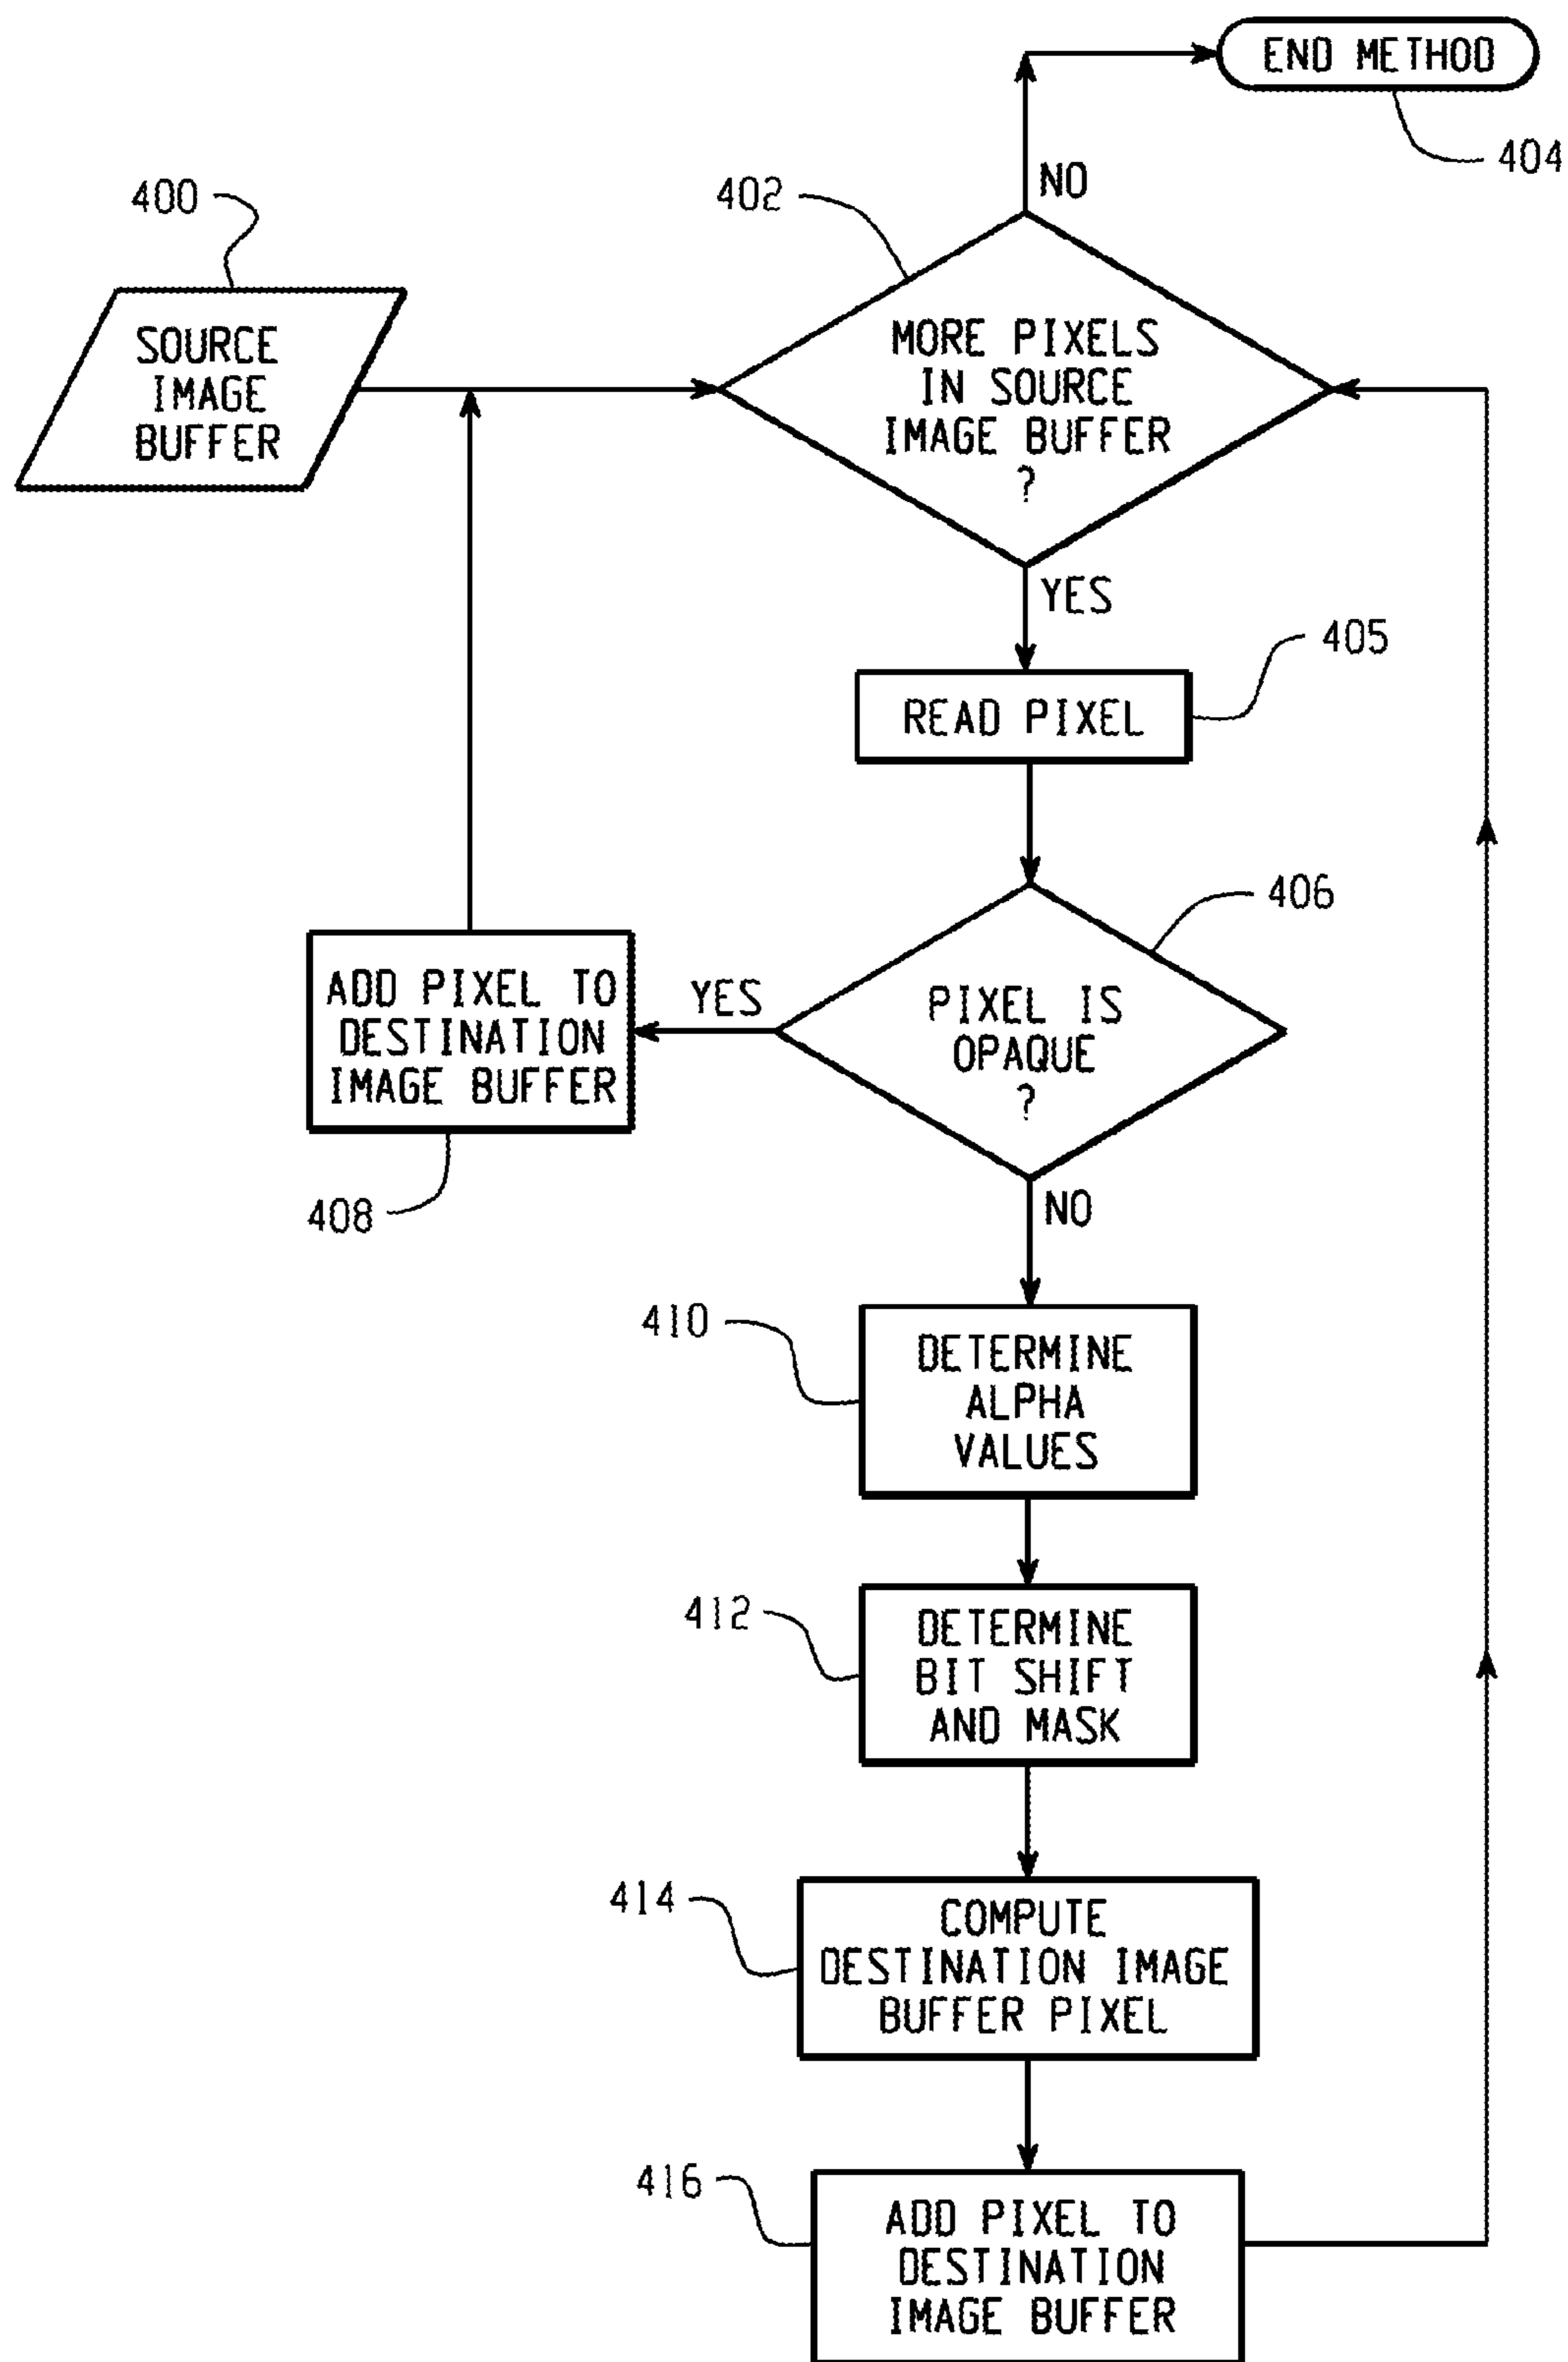 END METHOD
404
NO
402
400
SOURCE
IMAGE
BUFFER
MORE PIXELS
IN SOURCE
IMAGE BUFFER
?
YES
405
READ PIXEL
406
PIXEL IS
OPAQUE
?
YES
ADD PIXEL TO
DESTINATION
IMAGE BUFFER
408
NO
410
DETERMINE
ALPHA
VALUES
412
DETERMINE
BIT SHIFT
AND MASK
414
COMPUTE
DESTINATION IMAGE
BUFFER PIXEL
416
ADD PIXEL TO
DESTINATION
IMAGE BUFFER